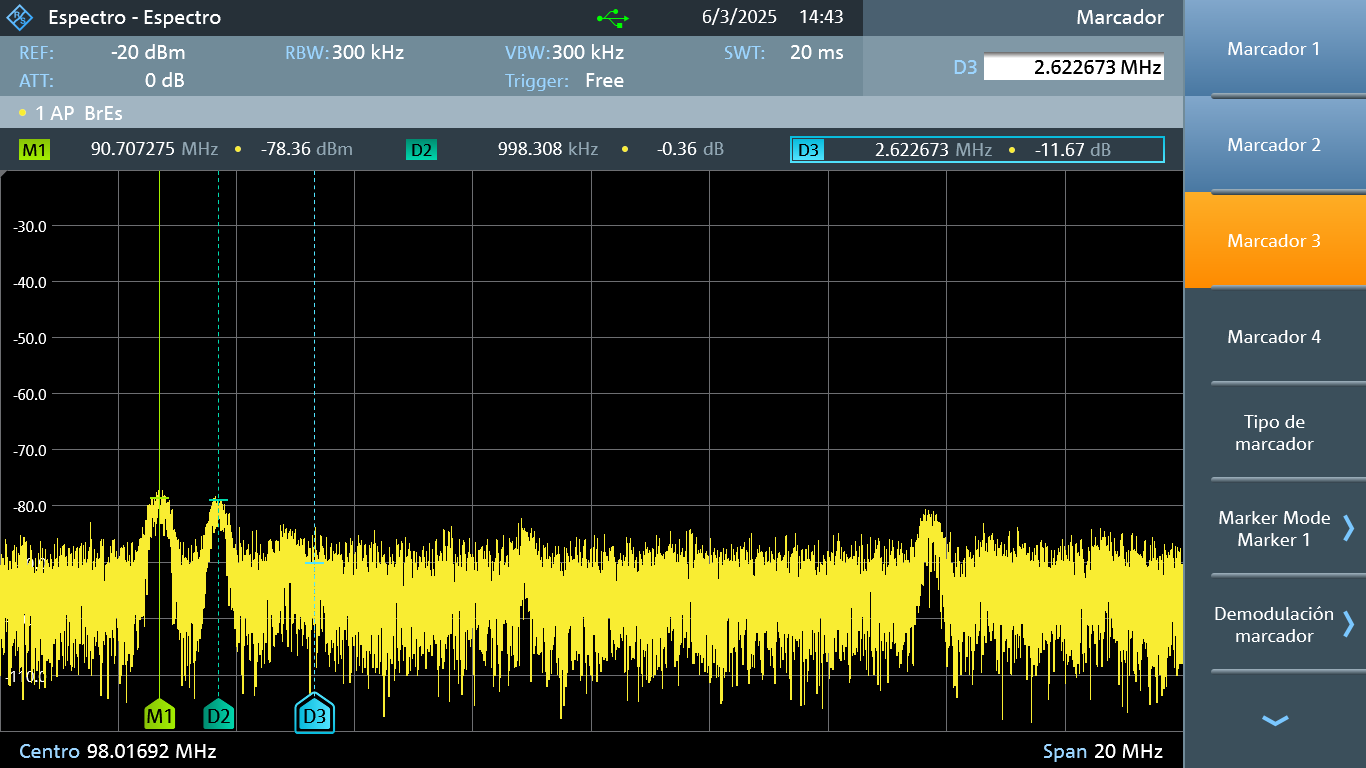 Espectro - Espectro 6/3/2025 14:43 Marcador
REF: -20 dBm RBW: 300 kHz VBW: 300 kHz SWT: 20 ms
ATT: 0 dB Trigger: Free
D3 2.622673 MHz
1 AP BrEs
M1 90.707275 MHz -78.36 dBm D2 998.308 kHz -0.36 dB D3 2.622673 MHz -11.67 dB
-30.0
-40.0
-50.0
-60.0
-70.0
-80.0
-110.0
M1 D2 D3
Centro 98.01692 MHz Span 20 MHz
Marcador 1
Marcador 2
Marcador 3
Marcador 4
Tipo de
marcador
Marker Mode
Marker 1
Demodulación
marcador